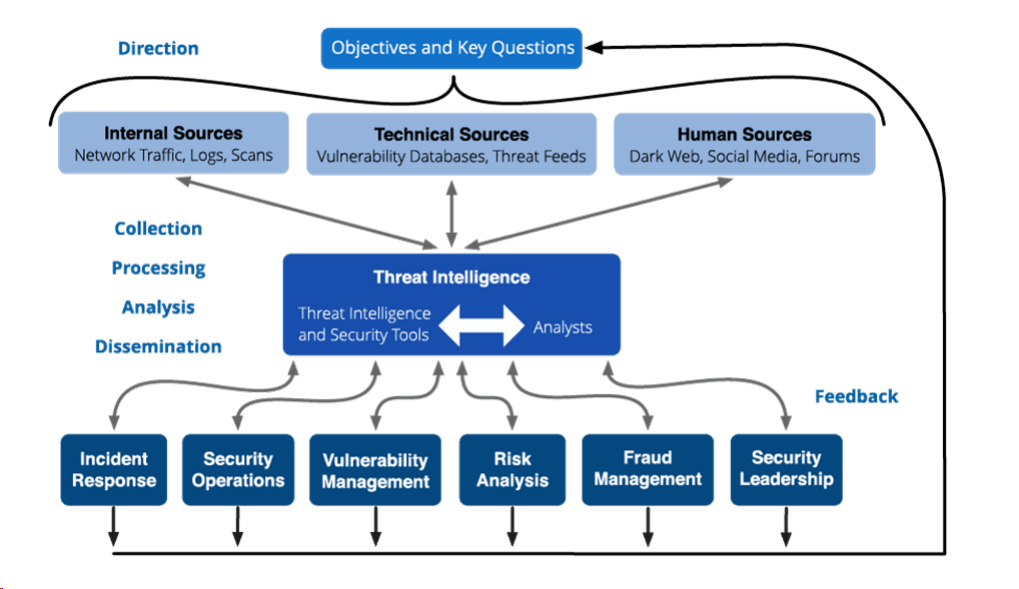 Direction
Objectives and Key Questions
Internal Sources
Network Traffic, Logs, Scans
Technical Sources
Vulnerability Databases, Threat Feeds
Human Sources
Dark Web, Social Media, Forums
Collection
Processing
Analysis
Dissemination
Threat Intelligence
Threat Intelligence
and Security Tools
Analysts
Feedback
Incident
Response
Security
Operations
Vulnerability
Management
Risk
Analysis
Fraud
Management
Security
Leadership